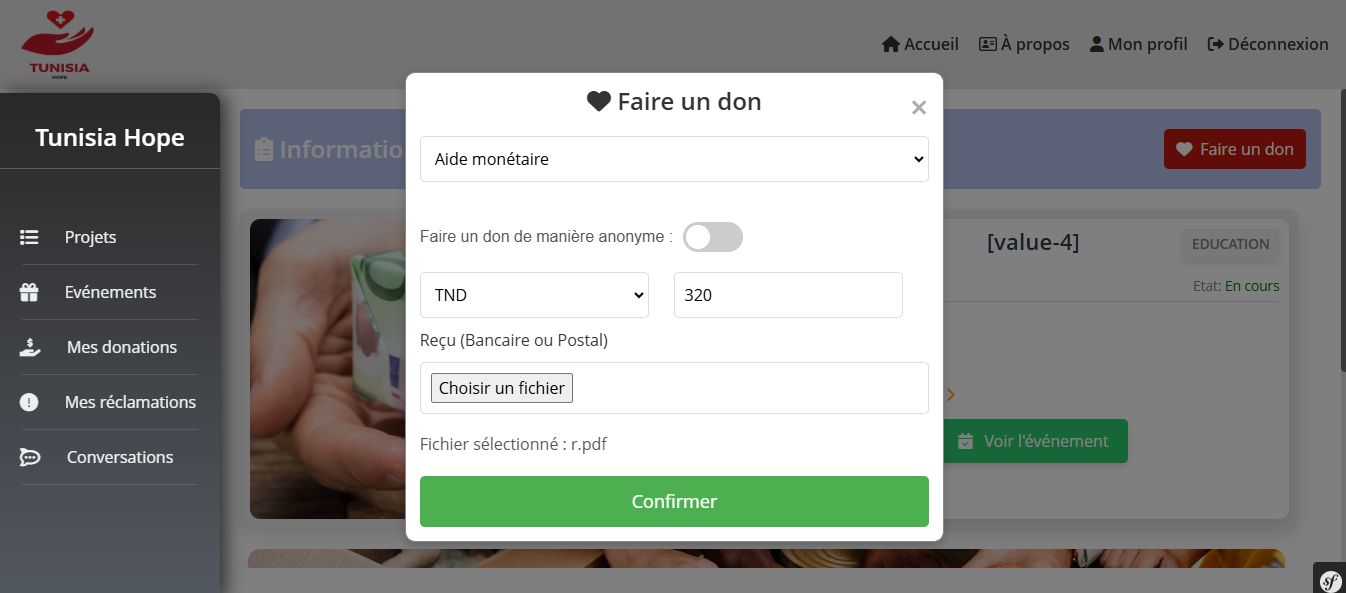 TUNISIA
HOPE
Accueil
À propos
Mon profil
Déconnexion
Tunisia Hope
Projets
Evénements
Mes donations
Mes réclamations
Conversations
Informatio
Faire un don
Faire un don
×
Aide monétaire
Faire un don de manière anonyme :
TND
320
Reçu (Bancaire ou Postal)
Choisir un fichier
Fichier sélectionné : r.pdf
Confirmer
[value-4]
EDUCATION
Etat: En cours
Voir l'événement
sf